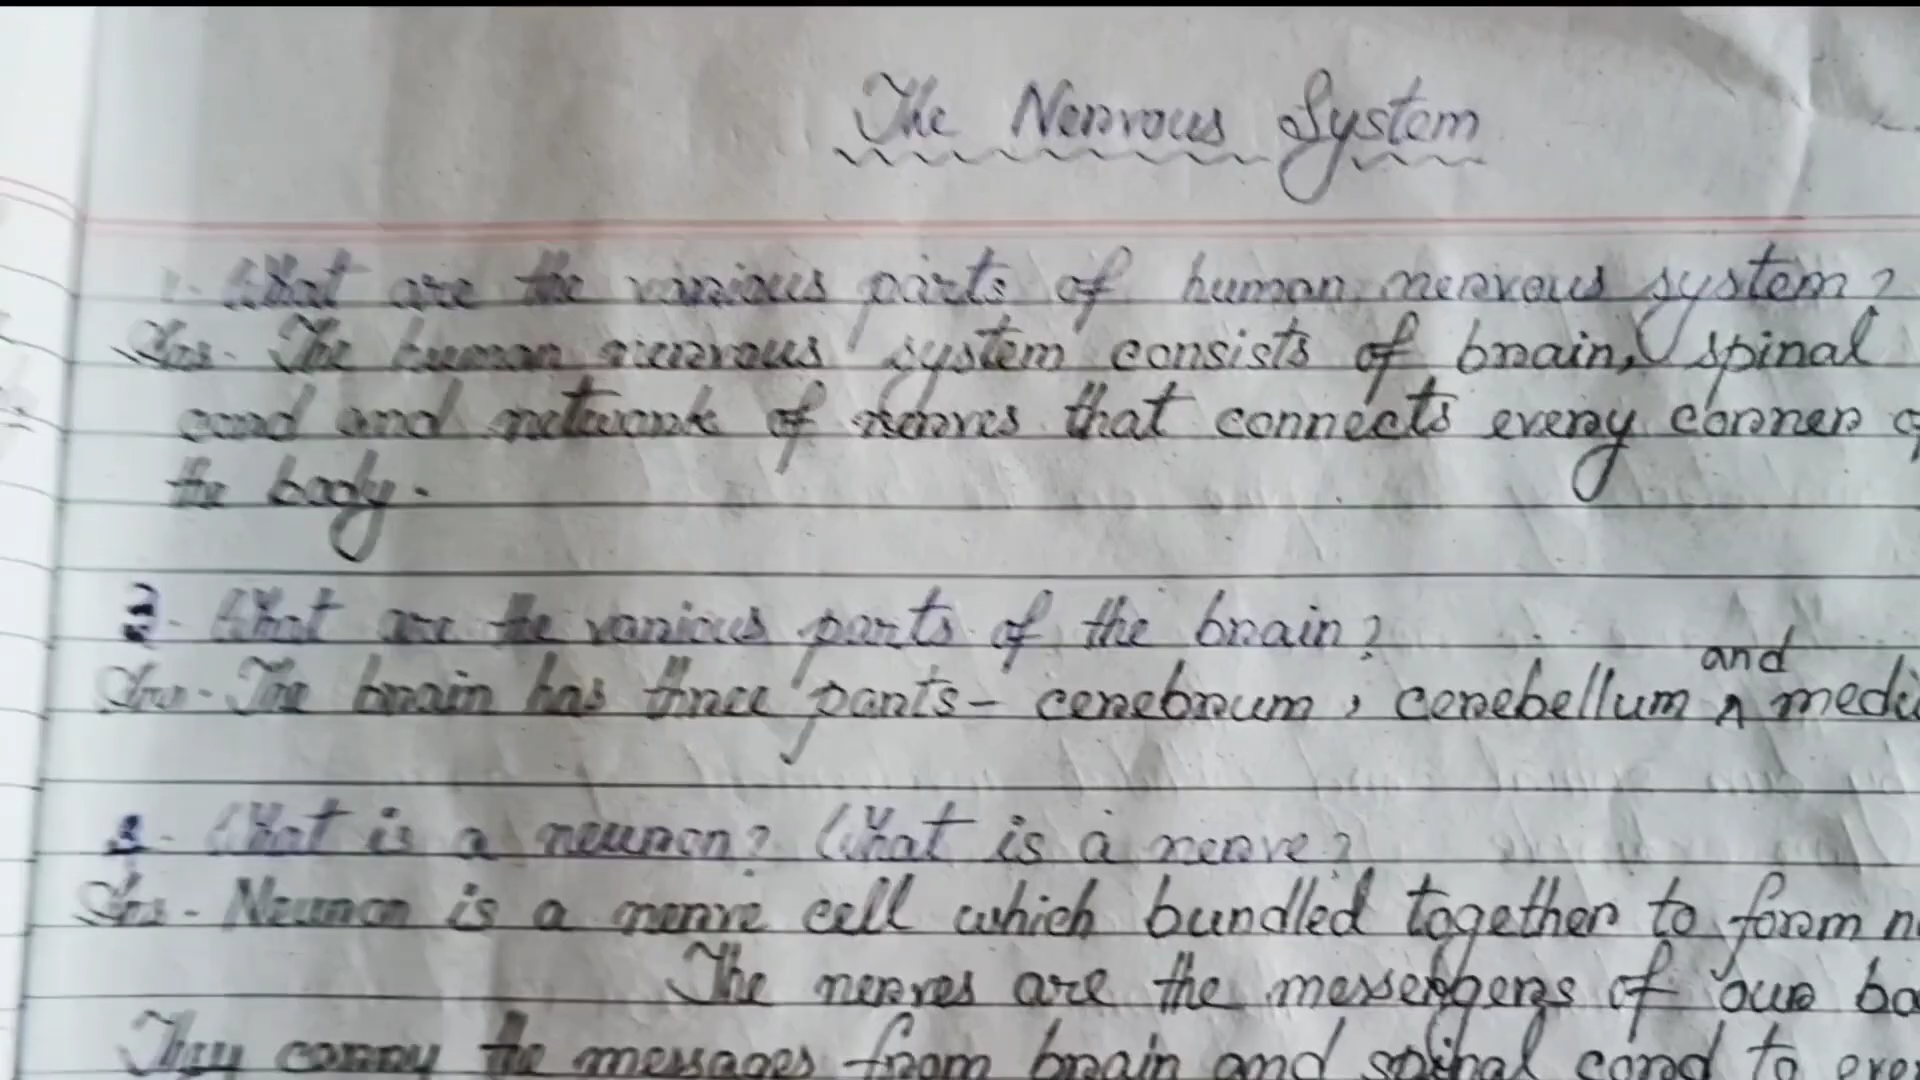 The Nervous System
1. What are the various parts of human nervous system?
Ans. The human nervous system consists of brain, spinal
cord and network of nerves that connects every corner
the body.
2. What are the various parts of the brain?
and
Ans. The brain has three parts- cerebrum, cerebellum ^
3. What is a neuron? What is a nerve?
Ans - Neuron is a nerve cell which bundled together to form
The nerves are the messengers of our
They carry the messages from brain and spinal cord to